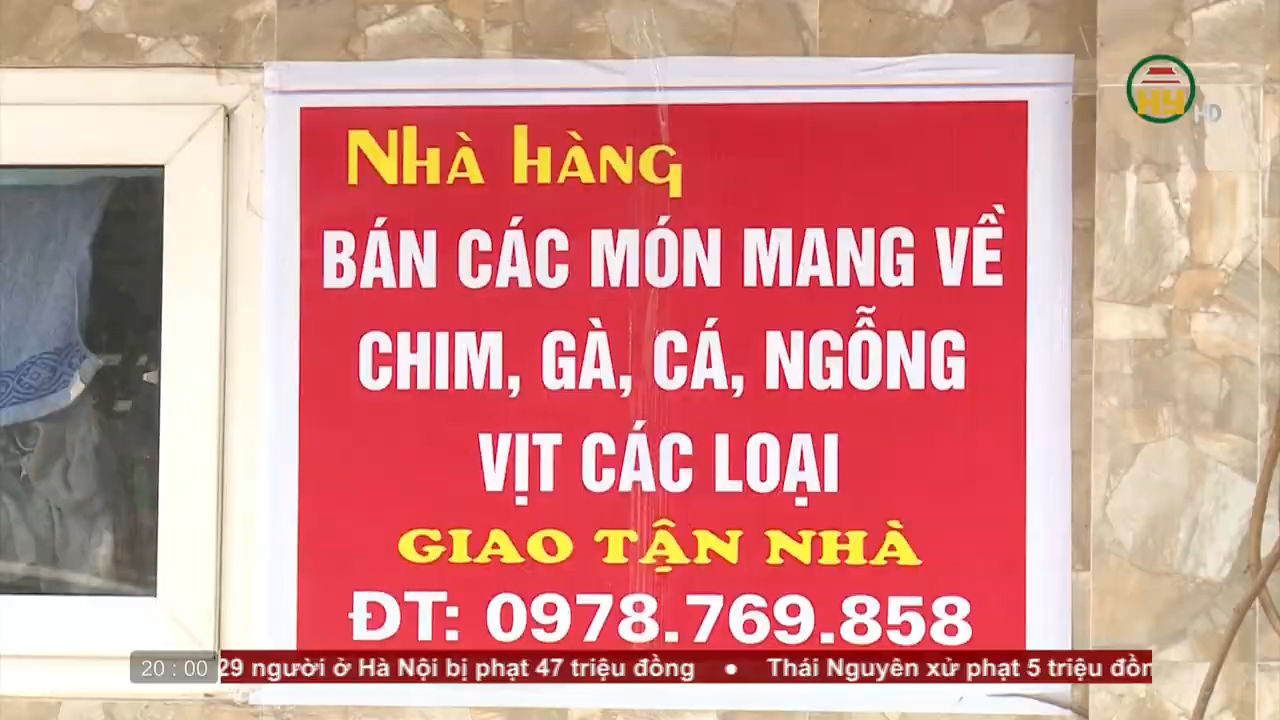 HY HD
Nhà hàng
BÁN CÁC MÓN MANG VỀ
CHIM, GÀ, CÁ, NGỖNG
VỊT CÁC LOẠI
GIAO TẬN NHÀ
ĐT: 0978.769.858
20 : 00 29 người ở Hà Nội bị phạt 47 triệu đồng • Thái Nguyên xử phạt 5 triệu đồn